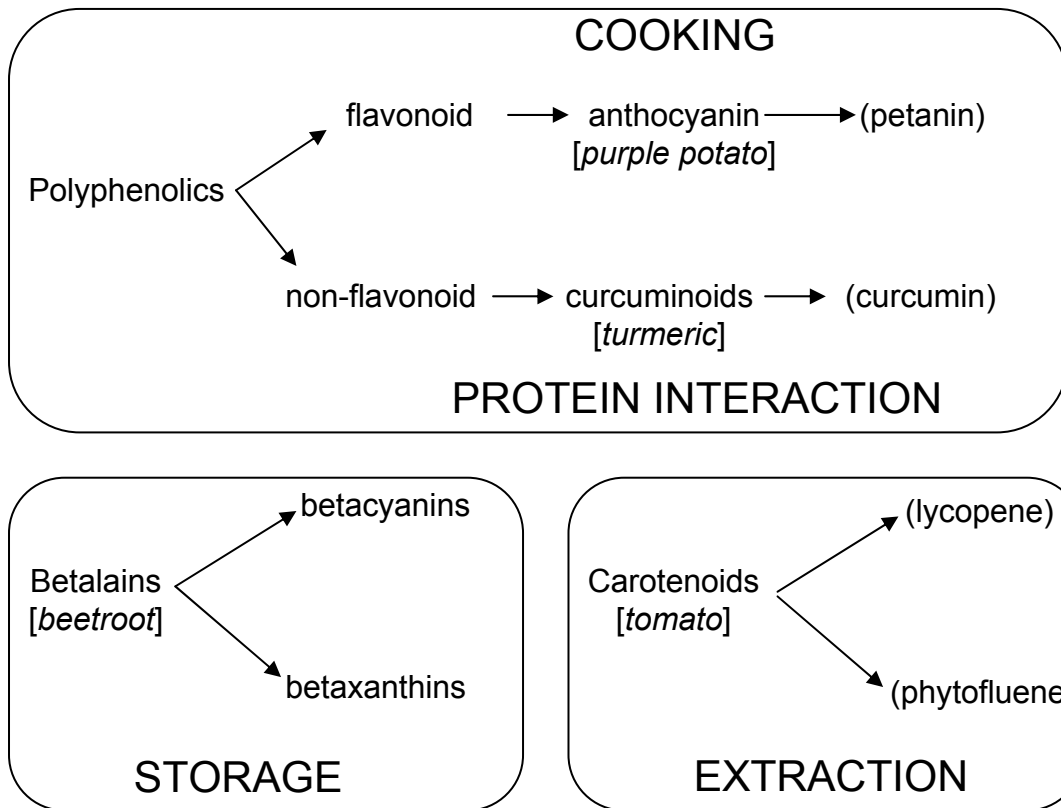 COOKING
flavonoid
anthocyanin
(petanin)
[purple potato]
Polyphenolics
non-flavonoid
curcuminoids
(curcumin)
[turmeric]
PROTEIN INTERACTION
betacyanins
Betalains
[beetroot]
betaxanthins
STORAGE
(lycopene)
Carotenoids
[tomato]
(phytofluene
EXTRACTION